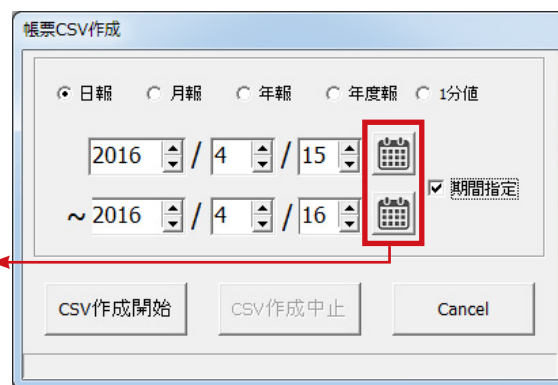 帳票CSV作成
日報 月報 年報 年度報 1分値
2016 / 4 / 15
~ 2016 / 4 / 16
期間指定
CSV作成開始 CSV作成中止 Cancel